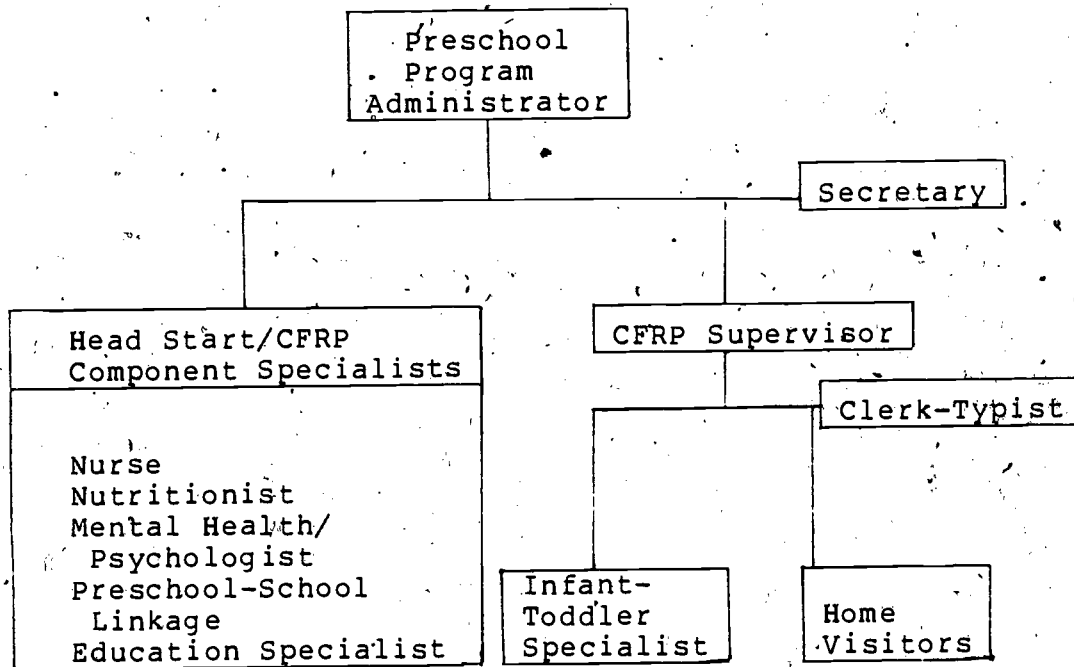 Preschool
Program
Administrator
Secretary
Head Start/CFRP
Component Specialists
Nurse
Nutritionist
Mental Health/
Psychologist
Preschool-School
Linkage
Education Specialist
CFRP Supervisor
Clerk-Typist
Infant-
Toddler
Specialist
Home
Visitors